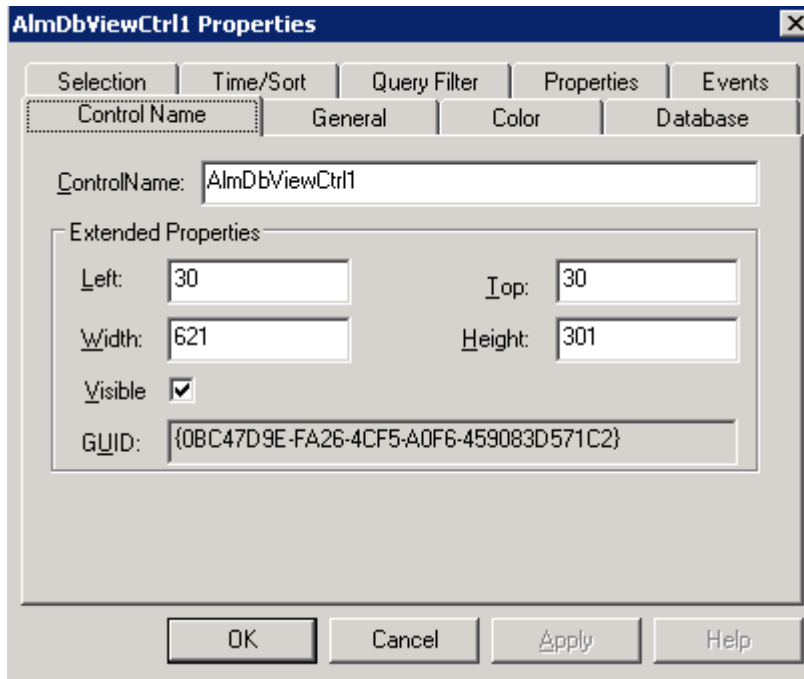 AlmDbViewCtrl1 Properties
Selection Time/Sort Query Filter Properties Events
Control Name General Color Database
ControlName: AlmDbViewCtrl1
Extended Properties
Left: 30 Top: 30
Width: 621 Height: 301
Visible
GUID: {0BC47D9E-FA26-4CF5-A0F6-459083D571C2}
OK Cancel Apply Help